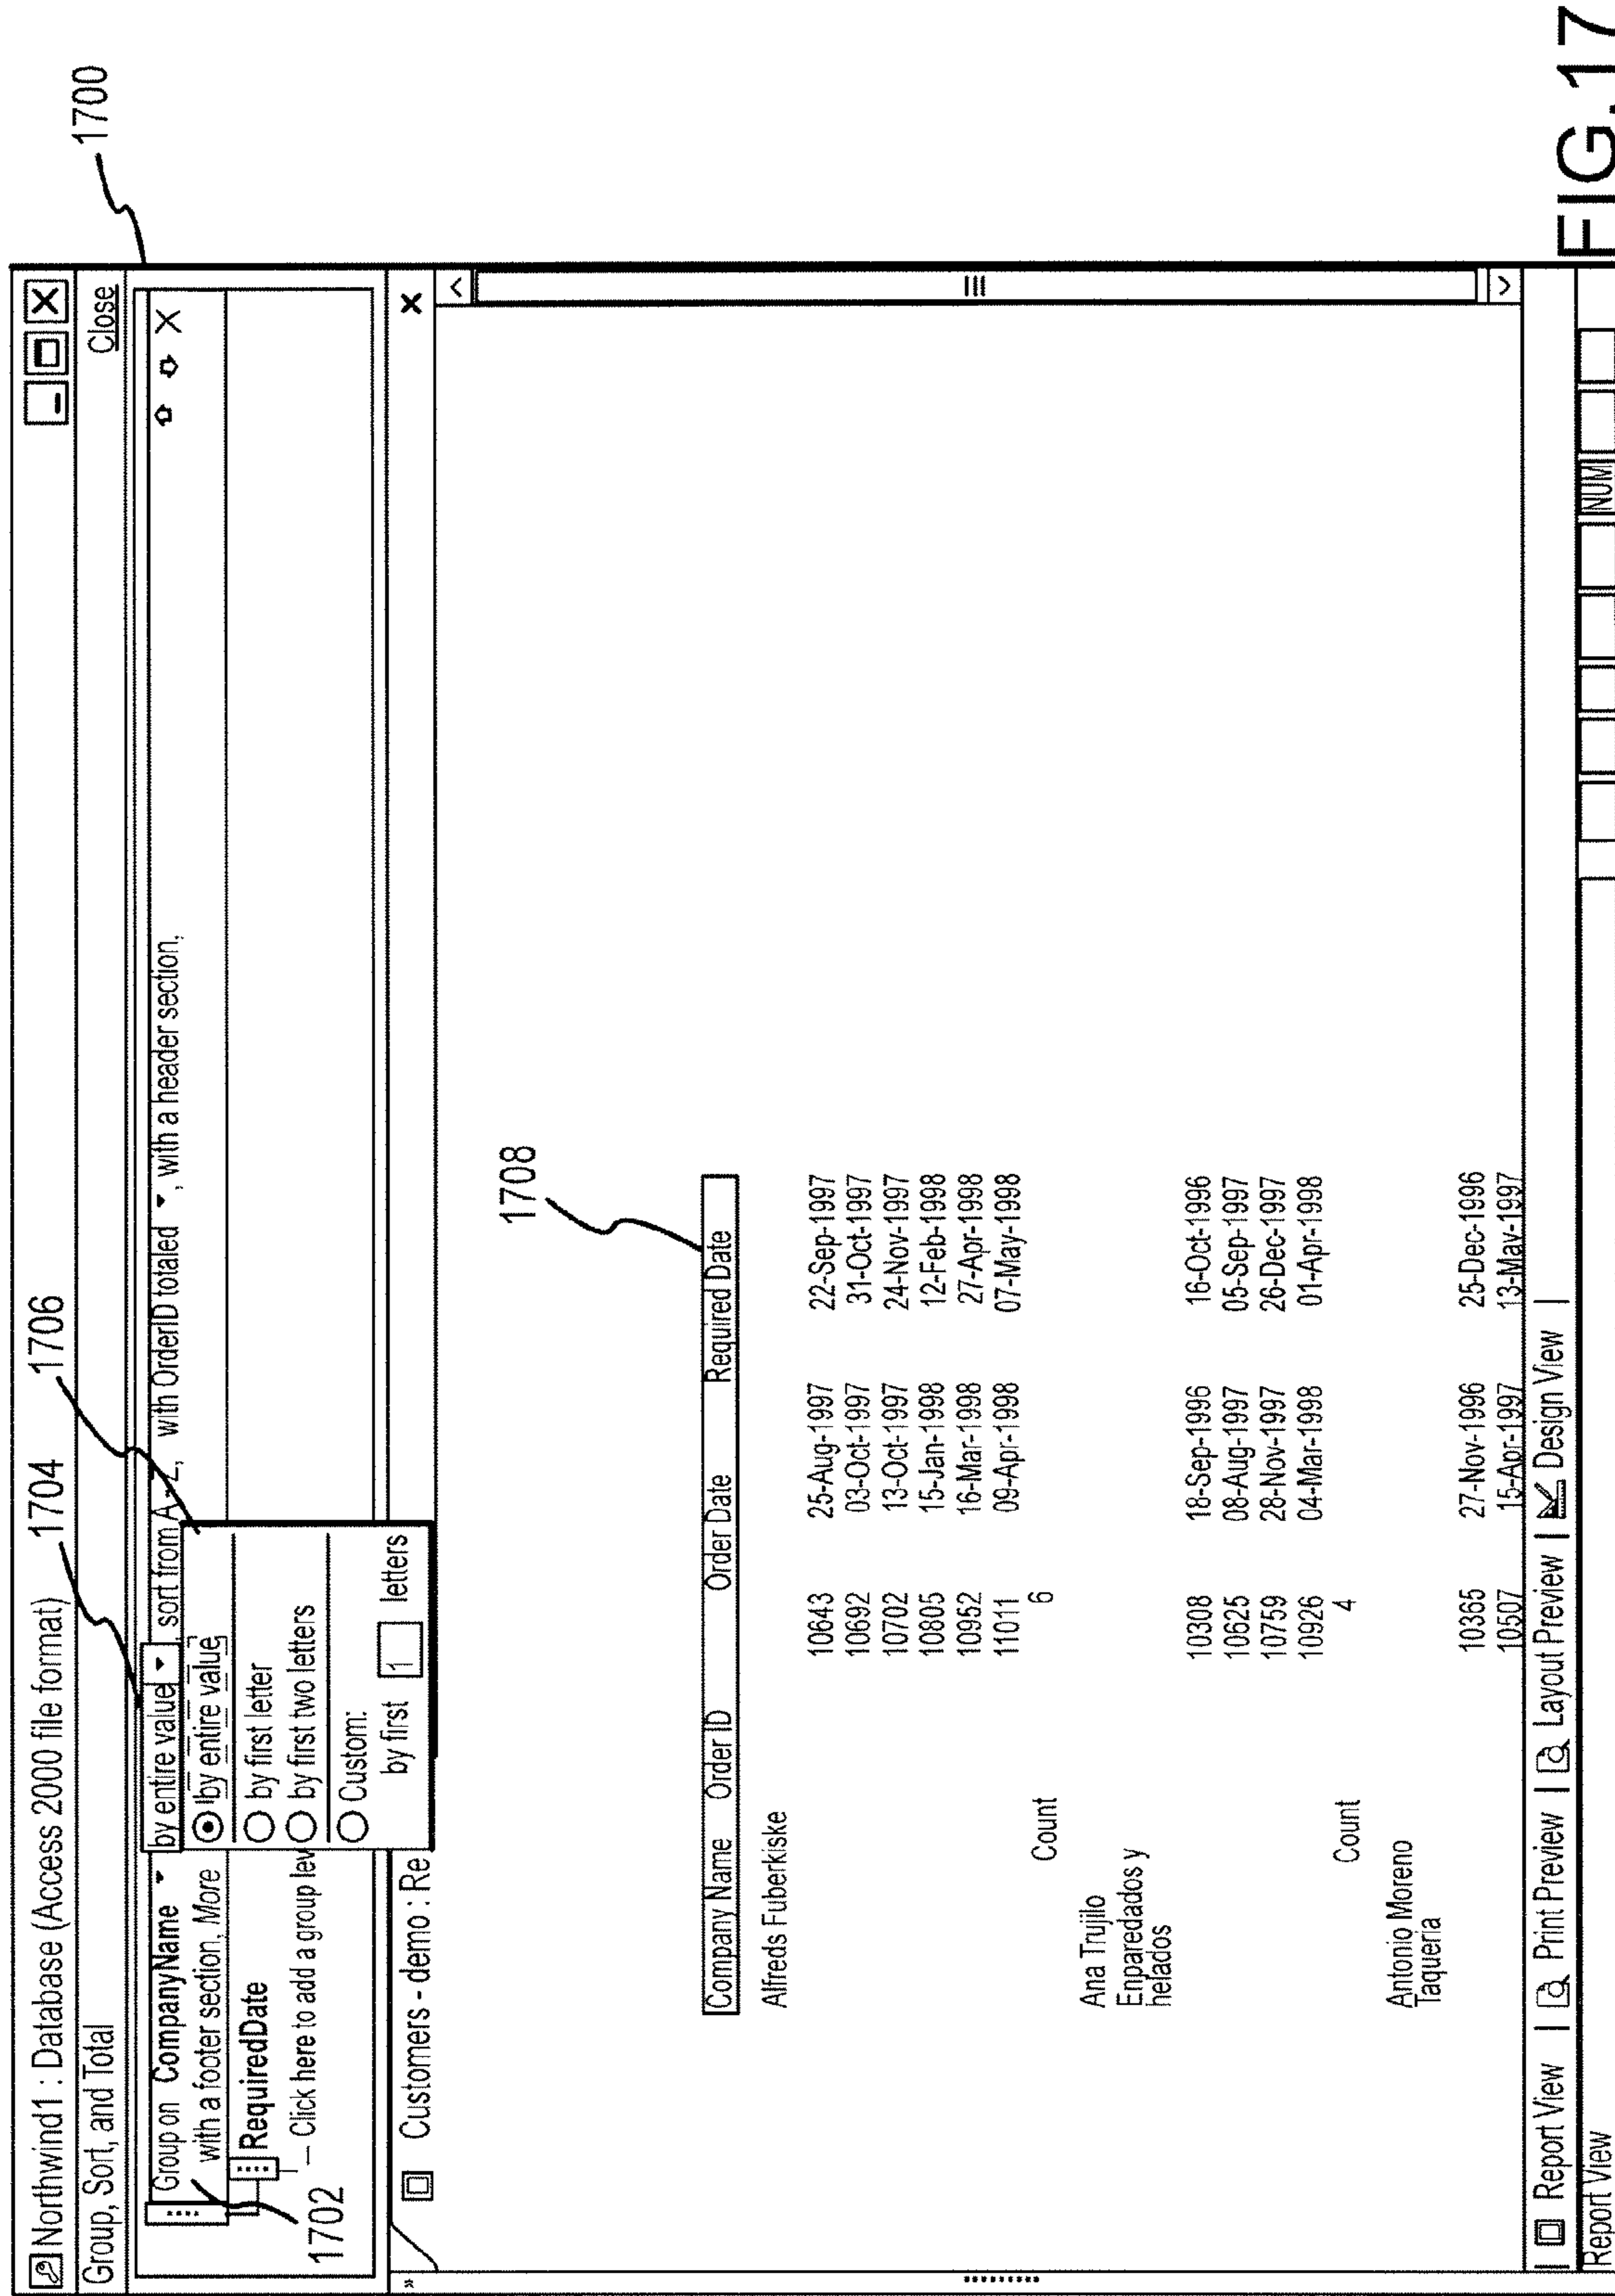 1700
Northwind1 : Database (Access 2000 file format)
Group, Sort, and Total
Close
1704
1706
Group on CompanyName by entire value , sort from A - Z, with OrderID totaled , with a header section,
with a footer section, More
RequiredDate
Click here to add a group lev
by entire value
by first letter
by first two letters
Custom:
by first 1 letters
1702
Customers - demo : Re
1708
Company Name Order ID Order Date Required Date
Alfreds Fuberkiske
10643 25-Aug-1997 22-Sep-1997
10692 03-Oct-1997 31-Oct-1997
10702 13-Oct-1997 24-Nov-1997
10805 15-Jan-1998 12-Feb-1998
10952 16-Mar-1998 27-Apr-1998
11011 09-Apr-1998 07-May-1998
Count 6
Ana Trujilo
Enparedados y
helados
10308 18-Sep-1996 16-Oct-1996
10625 08-Aug-1997 05-Sep-1997
10759 28-Nov-1997 26-Dec-1997
10926 04-Mar-1998 01-Apr-1998
Count 4
Antonio Moreno
Taqueria
10365 27-Nov-1996 25-Dec-1996
10507 15-Apr-1997 13-May-1997
Report View | Print Preview | Layout Preview | Design View |
Report View
NUM
FIG.17